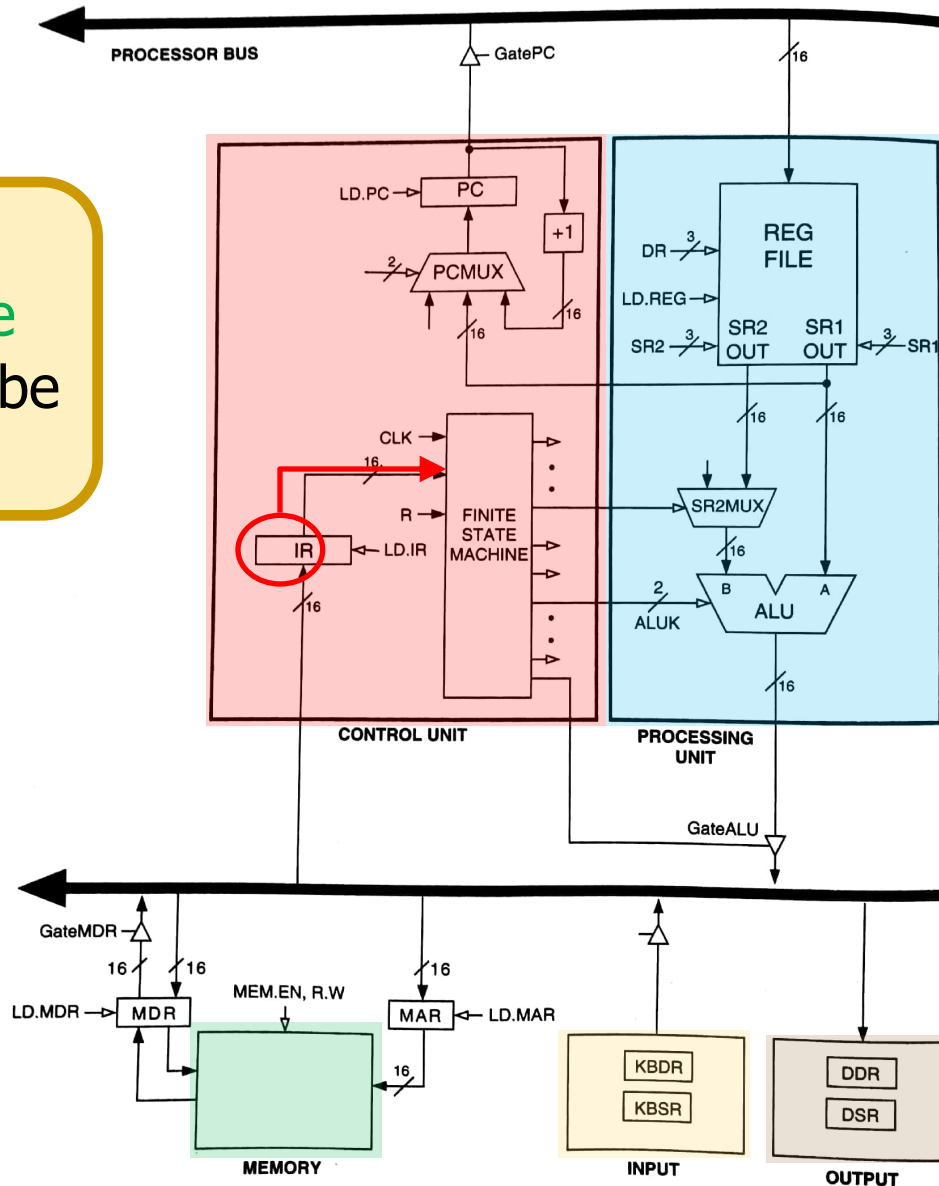 PROCESSOR BUS
GatePC
16
e
be
LD.PC
PC
+1
2
PCMUX
16
16
REG
FILE
DR
3
LD.REG
SR2
3
SR2
OUT
SR1
OUT
3
SR1
16
16
CLK
16
R
FINITE
STATE
MACHINE
IR
LD.IR
16
SR2MUX
16
B
A
ALU
2
ALUK
16
CONTROL UNIT
PROCESSING
UNIT
GateALU
GateMDR
16
16
16
LD.MDR
MDR
MEM.EN, R.W
MAR
LD.MAR
16
KBDR
KBSR
DDR
DSR
MEMORY
INPUT
OUTPUT